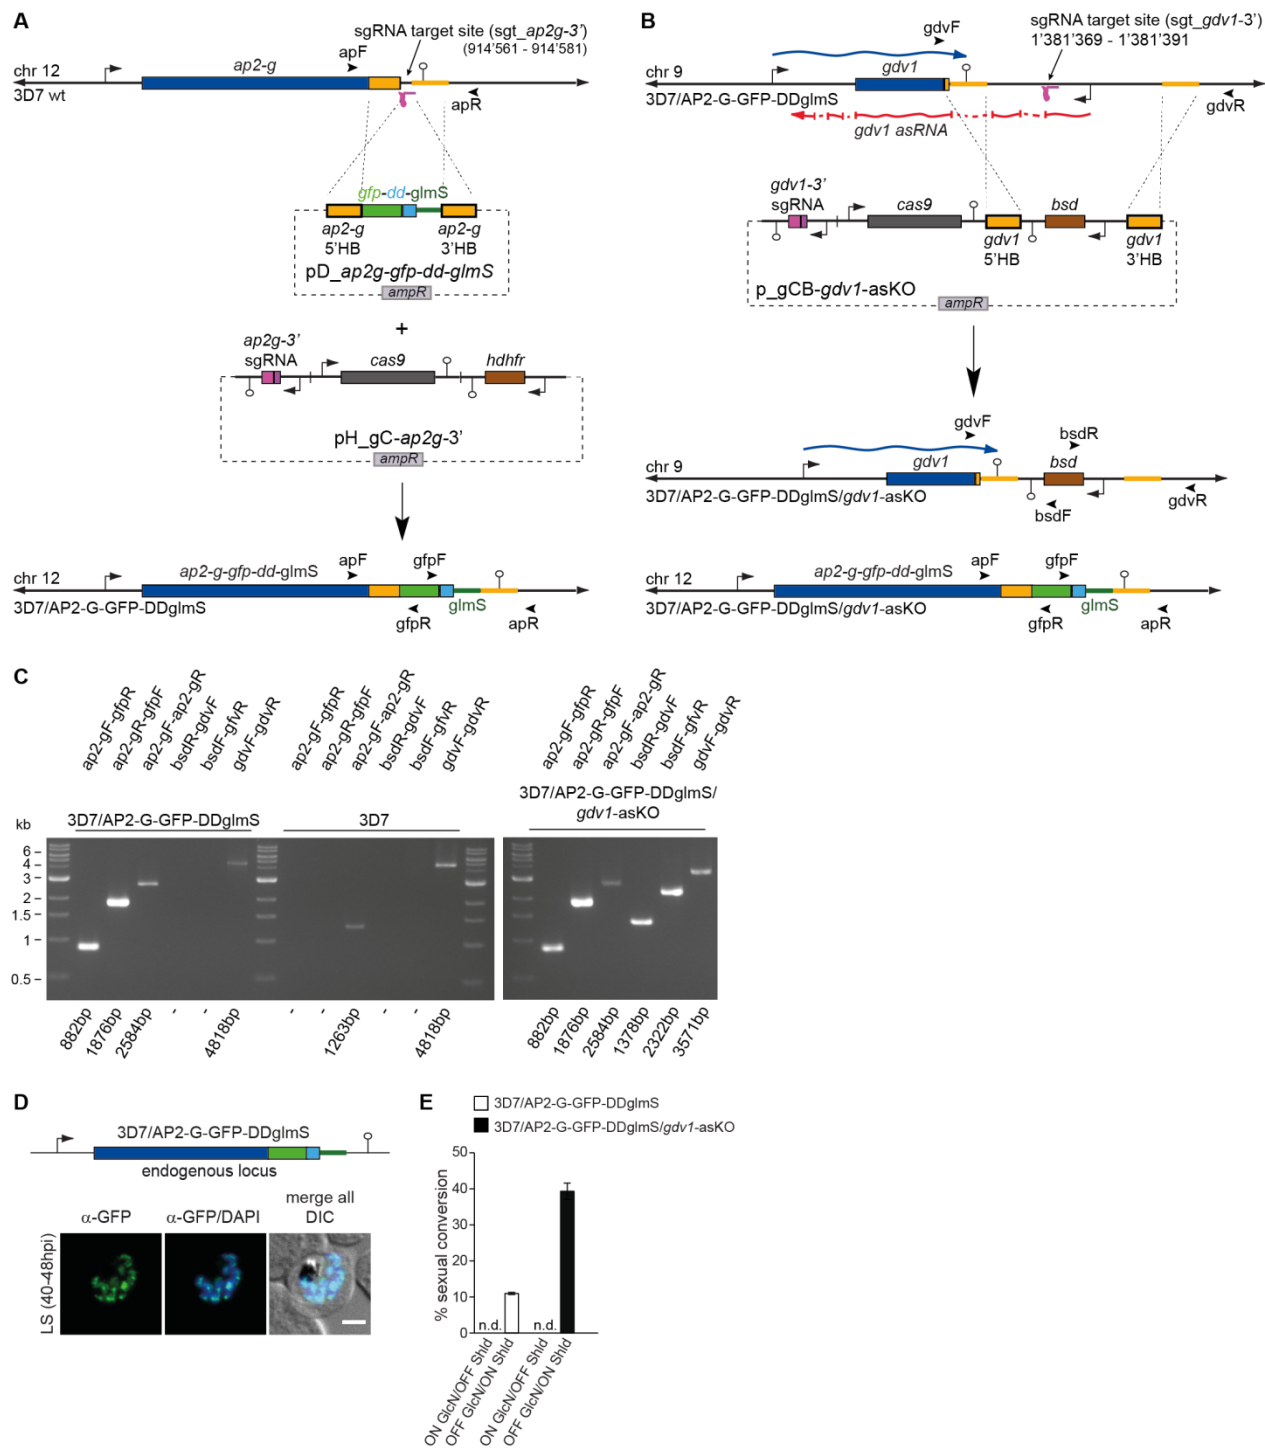 A
sgRNA target site (sgt_ap2g-3’)
(914’561 - 914’581)
apF
ap2-g
chr 12
3D7 wt
apR
gfp-dd-glmS
ap2-g
5’HB
ap2-g
3’HB
pD_ap2g-gfp-dd-glmS
ampR
+
ap2g-3’
sgRNA
cas9
hdhfr
pH_gC-ap2g-3’
ampR
chr 12
ap2-g-gfp-dd-glmS
apF
gfpF
3D7/AP2-G-GFP-DDglmS
glmS
gfpR
apR
B
sgRNA target site (sgt_gdv1-3’)
1’381’369 - 1’381’391
gdvF
gdv1
chr 9
3D7/AP2-G-GFP-DDglmS
gdvR
gdv1 asRNA
gdv1-3’
sgRNA
cas9
bsd
gdv1
5’HB
gdv1
3’HB
p_gCB-gdv1-asKO
ampR
gdvF
bsdR
chr 9
gdv1
bsd
3D7/AP2-G-GFP-DDglmS/gdv1-asKO
gdvR
bsdF
chr 12
ap2-g-gfp-dd-glmS
apF
gfpF
3D7/AP2-G-GFP-DDglmS/gdv1-asKO
glmS
gfpR
apR
C
ap2-gF-gfpR
ap2-gR-gfpF
ap2-gF-ap2-gR
bsdR-gdvF
bsdF-gfvR
gdvF-gdvR
ap2-gF-gfpR
ap2-gR-gfpF
ap2-gF-ap2-gR
bsdR-gdvF
bsdF-gfvR
gdvF-gdvR
ap2-gF-gfpR
ap2-gR-gfpF
ap2-gF-ap2-gR
bsdR-gdvF
bsdF-gfvR
gdvF-gdvR
kb
3D7/AP2-G-GFP-DDglmS
3D7
3D7/AP2-G-GFP-DDglmS/
gdv1-asKO
6
4
3
2
1.5
1
0.5
882bp
1876bp
2584bp
-
-
4818bp
-
-
1263bp
-
-
4818bp
882bp
1876bp
2584bp
1378bp
2322bp
3571bp
D
3D7/AP2-G-GFP-DDglmS
endogenous locus
α-GFP
α-GFP/DAPI
merge all
DIC
LS (40-48hpi)
E
3D7/AP2-G-GFP-DDglmS
3D7/AP2-G-GFP-DDglmS/gdv1-asKO
% sexual conversion
50
40
30
20
10
0
n.d.
n.d.
ON GlcN/OFF Shld
OFF GlcN/ON Shld
ON GlcN/OFF Shld
OFF GlcN/ON Shld